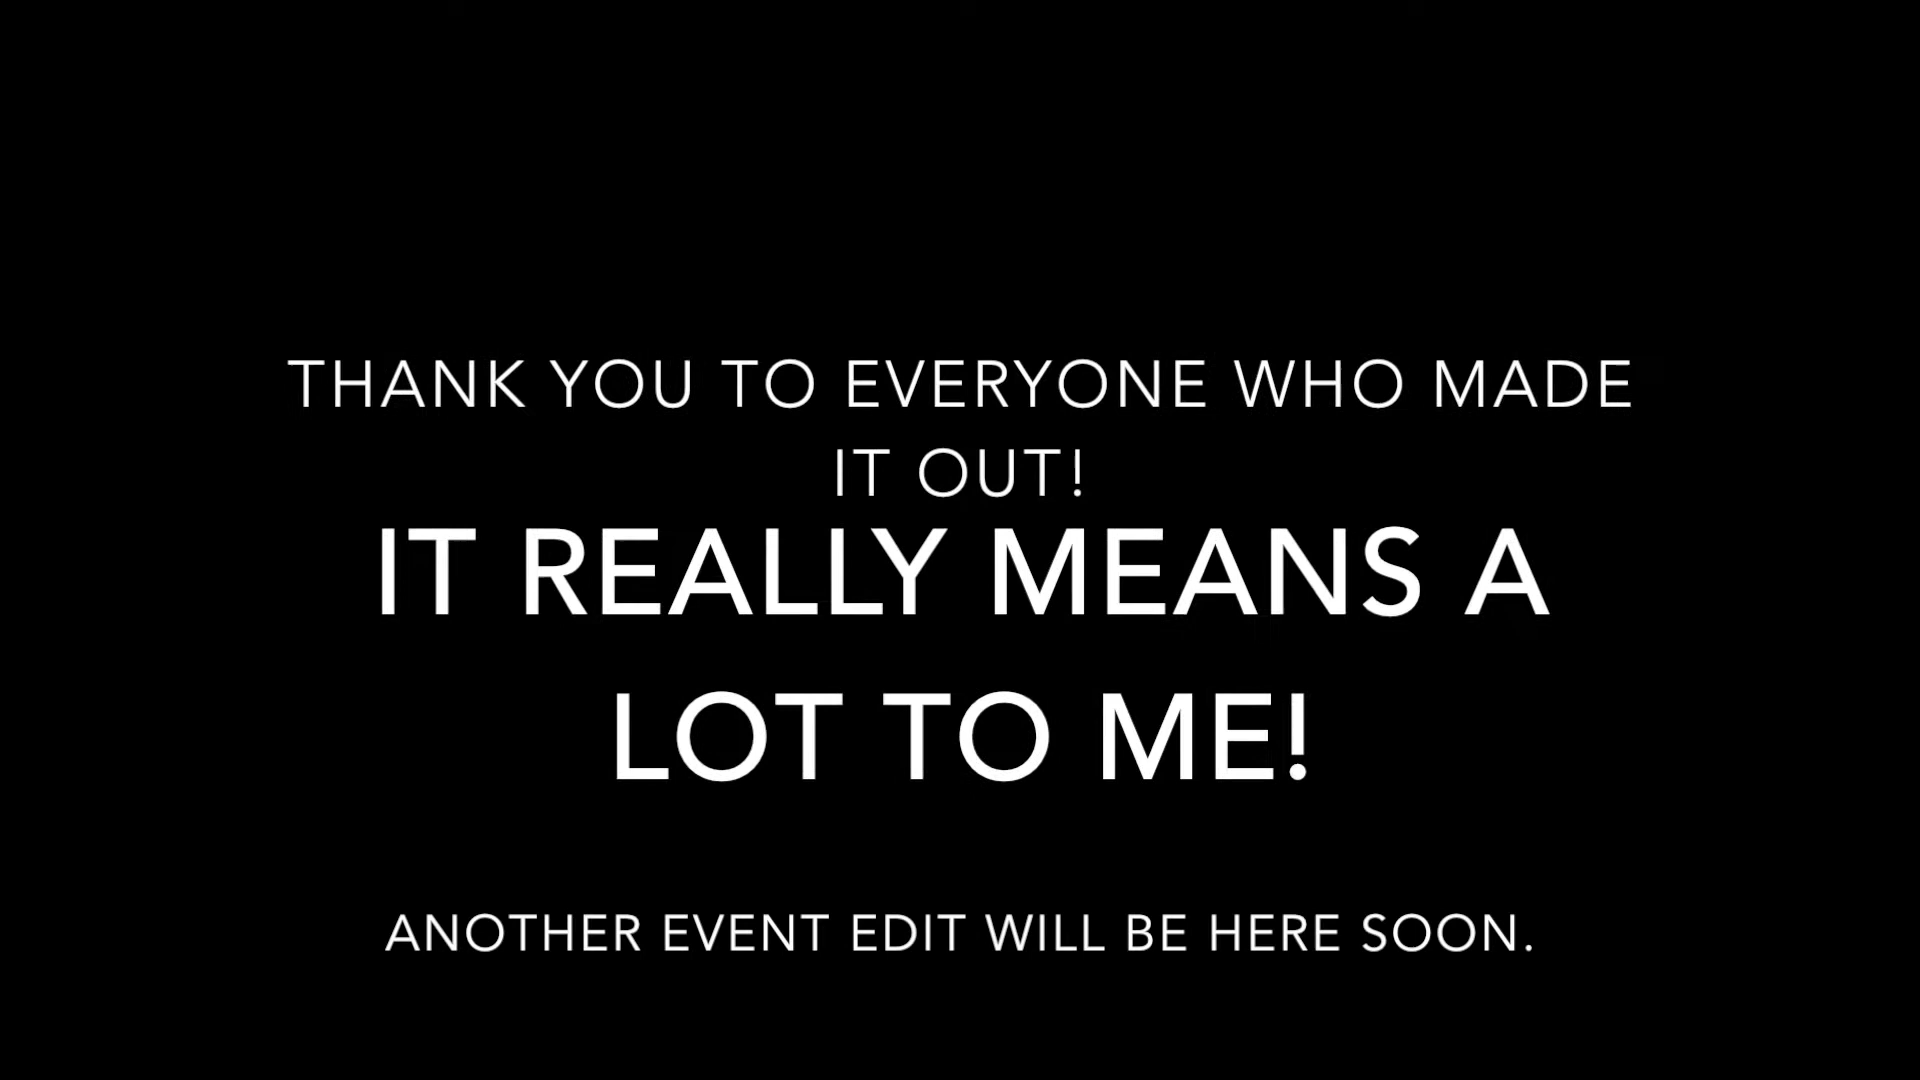 THANK YOU TO EVERYONE WHO MADE
IT OUT!
IT REALLY MEANS A
LOT TO ME!
ANOTHER EVENT EDIT WILL BE HERE SOON.